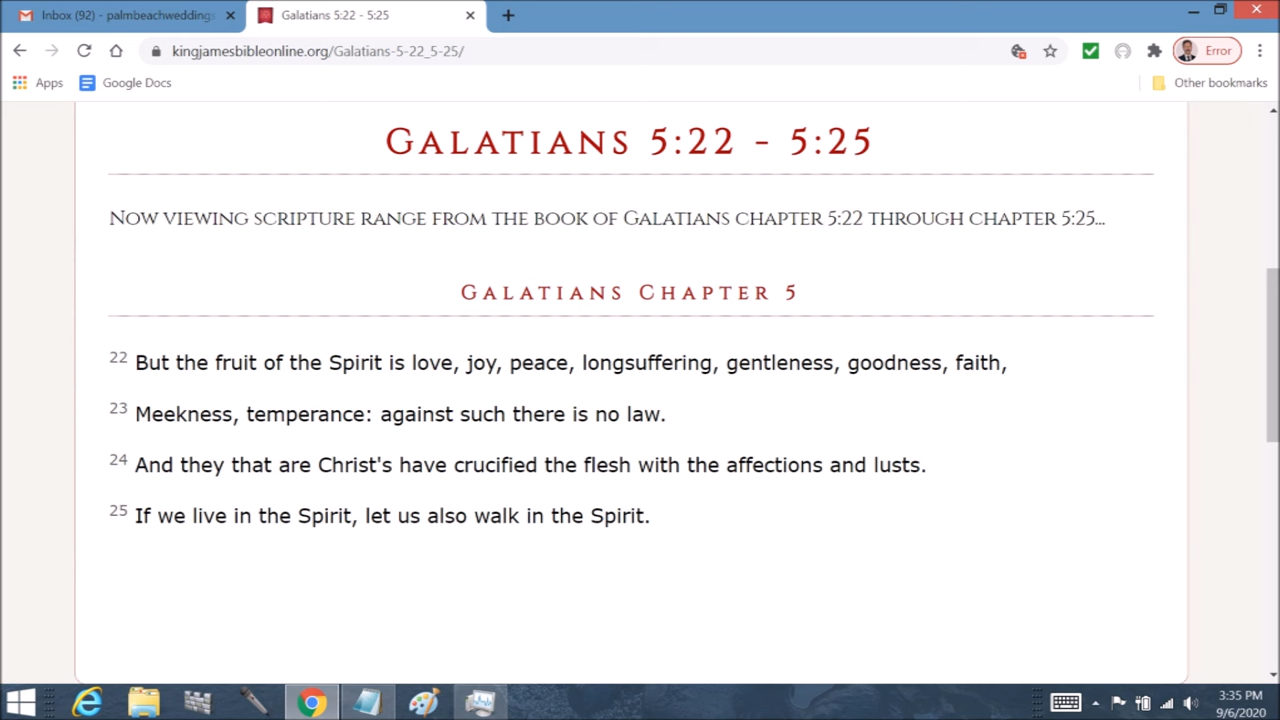 Inbox (92) - palmbeachweddings
Galatians 5:22 - 5:25
kingjamesbibleonline.org/Galatians-5-22_5-25/
Error
Apps
Google Docs
Other bookmarks
Galatians 5:22 - 5:25
Now viewing scripture range from the book of Galatians chapter 5:22 through chapter 5:25...
Galatians Chapter 5
22 But the fruit of the Spirit is love, joy, peace, longsuffering, gentleness, goodness, faith,
23 Meekness, temperance: against such there is no law.
24 And they that are Christ's have crucified the flesh with the affections and lusts.
25 If we live in the Spirit, let us also walk in the Spirit.
3:35 PM
9/6/2020